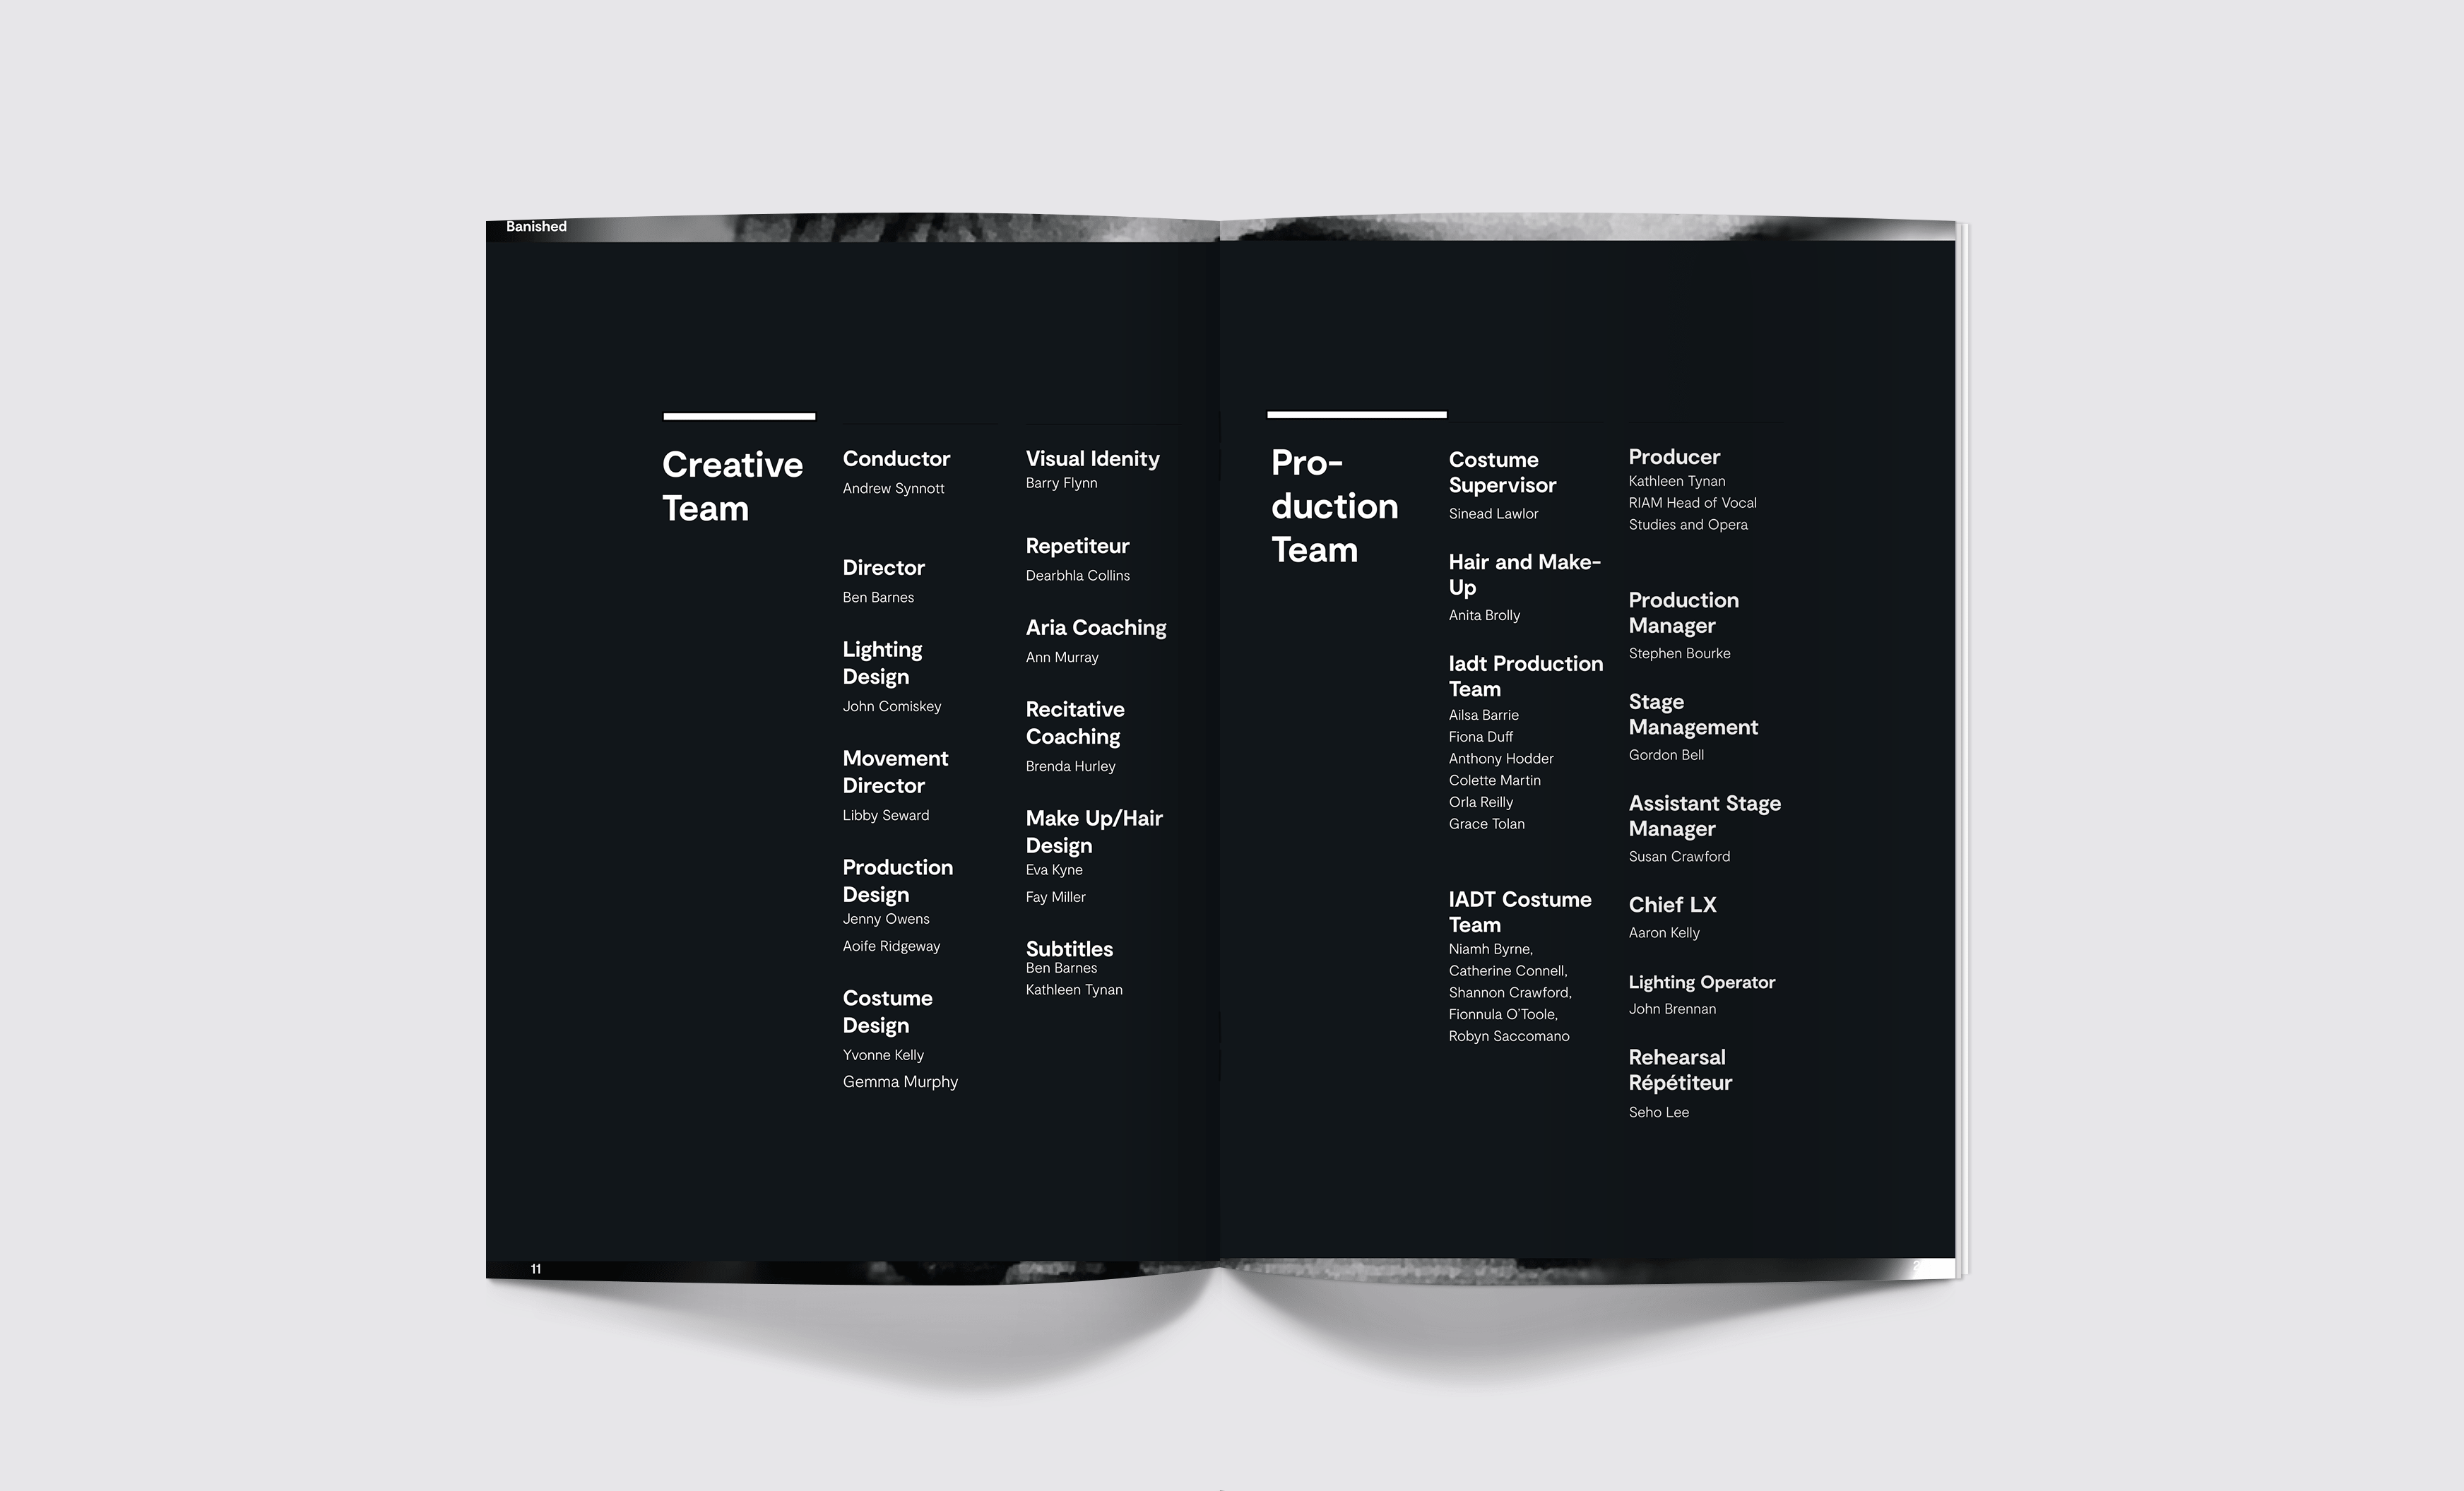 Banished
Creative
Team
Conductor
Andrew Synnott
Director
Ben Barnes
Lighting
Design
John Comiskey
Movement
Director
Libby Seward
Production
Design
Jenny Owens
Aoife Ridgeway
Costume
Design
Yvonne Kelly
Gemma Murphy
Visual Idenity
Barry Flynn
Repetiteur
Dearbhla Collins
Aria Coaching
Ann Murray
Recitative
Coaching
Brenda Hurley
Make Up/Hair
Design
Eva Kyne
Fay Miller
Subtitles
Ben Barnes
Kathleen Tynan
11
Pro-
duction
Team
Costume
Supervisor
Sinead Lawlor
Hair and Make-
Up
Anita Brolly
Iadt Production
Team
Ailsa Barrie
Fiona Duff
Anthony Hodder
Colette Martin
Orla Reilly
Grace Tolan
IADT Costume
Team
Niamh Byrne,
Catherine Connell,
Shannon Crawford,
Fionnula O'Toole,
Robyn Saccomano
Producer
Kathleen Tynan
RIAM Head of Vocal
Studies and Opera
Production
Manager
Stephen Bourke
Stage
Management
Gordon Bell
Assistant Stage
Manager
Susan Crawford
Chief LX
Aaron Kelly
Lighting Operator
John Brennan
Rehearsal
Répétiteur
Seho Lee